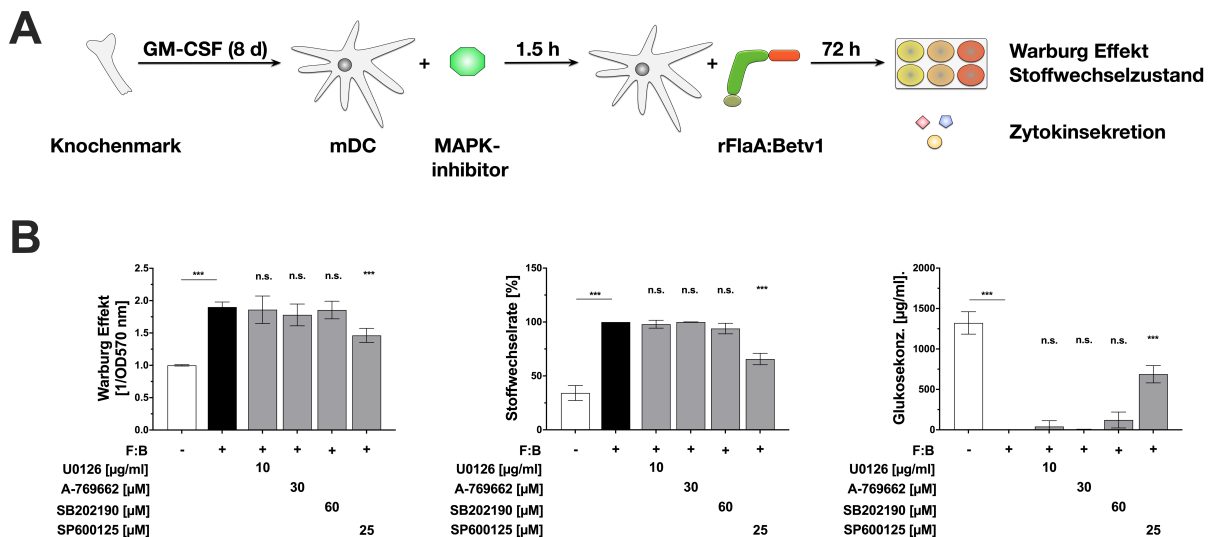 A
GM-CSF (8 d)
1.5 h
72 h
Warburg Effekt
Stoffwechselzustand
+
+
Knochenmark
mDC
MAPK-
inhibitor
rFlaA:Betv1
Zytokinsekretion
B
Warburg Effekt
[1/OD570 nm]
2.5
2.0
1.5
1.0
0.5
0.0
*** n.s. n.s. n.s. ***
F:B - + + + + +
U0126 [µg/ml] 10
A-769662 [µM] 30
SB202190 [µM] 60
SP600125 [µM] 25
Stoffwechselrate [%]
150
100
50
0
*** n.s. n.s. n.s. ***
F:B - + + + + +
U0126 [µg/ml] 10
A-769662 [µM] 30
SB202190 [µM] 60
SP600125 [µM] 25
Glukosekonz. [µg/ml].
2000
1500
1000
500
0
*** n.s. n.s. n.s. ***
F:B - + + + + +
U0126 [µg/ml] 10
A-769662 [µM] 30
SB202190 [µM] 60
SP600125 [µM] 25